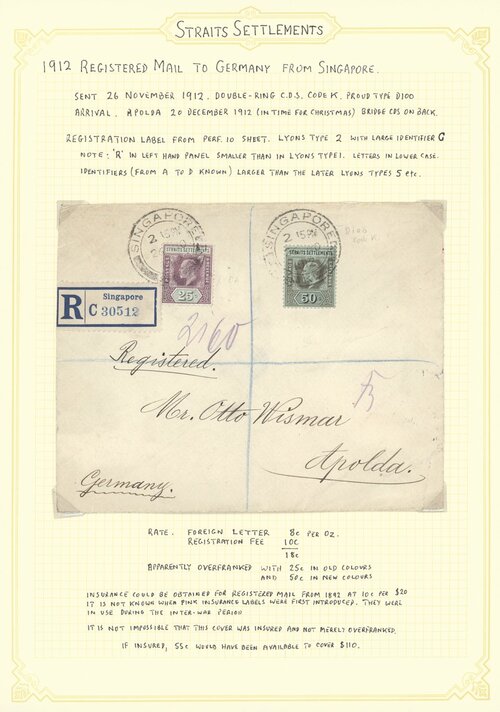 STRAITS SETTLEMENTS
1912 REGISTERED MAIL TO GERMANY FROM SINGAPORE.
SENT 26 NOVEMBER 1912. DOUBLE-RING C.D.S. CODE K. PROUD TYPE D100
ARRIVAL. APOLDA 20 DECEMBER 1912 (IN TIME FOR CHRISTMAS) BRIDGE CDS ON BACK.
REGISTRATION LABEL FROM PERF. 10 SHEET. LYONS TYPE 2 WITH LARGE IDENTIFIER C
NOTE: 'R' IN LEFT HAND PANEL SMALLER THAN IN LYONS TYPE 1. LETTERS IN LOWER CASE.
IDENTIFIERS (FROM A TO D KNOWN) LARGER THAN THE LATER LYONS TYPES 5 etc.
SINGAPORE
SINGAPORE
D100
Code K.
STRAITS SETTLEMENTS
25c
STRAITS SETTLEMENTS
50c
R
Singapore
C 30512
2160
Registered.
Mr. Otto Wismar
Apolda.
Germany.
RATE. FOREIGN LETTER 8c PER OZ.
REGISTRATION FEE 10c
18c
APPARENTLY OVERFRANKED WITH 25c IN OLD COLOURS
AND 50c IN NEW COLOURS
INSURANCE COULD BE OBTAINED FOR REGISTERED MAIL FROM 1892 AT 10c PER $20
IT IS NOT KNOWN WHEN PINK INSURANCE LABELS WERE FIRST INTRODUCED. THEY WERE
IN USE DURING THE INTER-WAR PERIOD
IT IS NOT IMPOSSIBLE THAT THIS COVER WAS INSURED AND NOT MERELY OVERFRANKED.
IF INSURED, 55c WOULD HAVE BEEN AVAILABLE TO COVER $110.